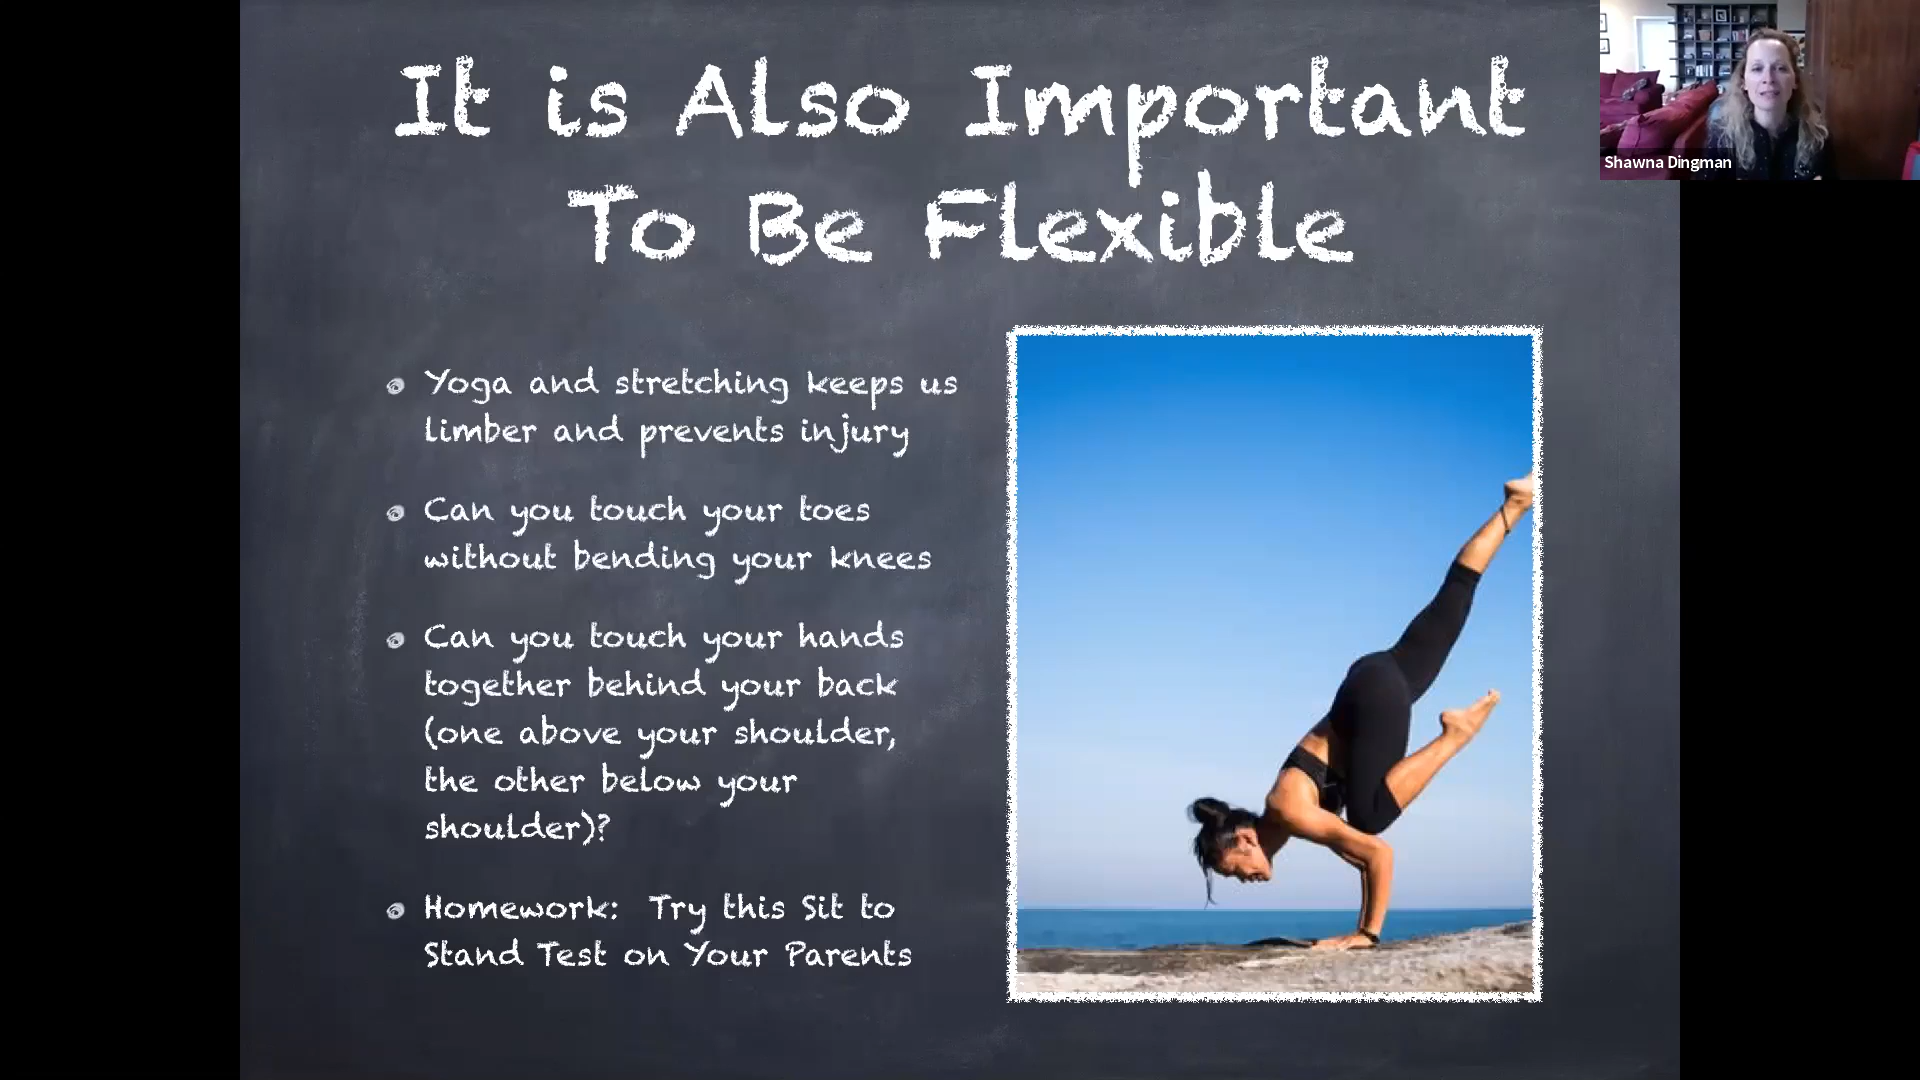 It is Also Important
To Be Flexible
Shawna Dingman
Yoga and stretching keeps us
limber and prevents injury
Can you touch your toes
without bending your knees
Can you touch your hands
together behind your back
(one above your shoulder,
the other below your
shoulder)?
Homework: Try this Sit to
Stand Test on Your Parents